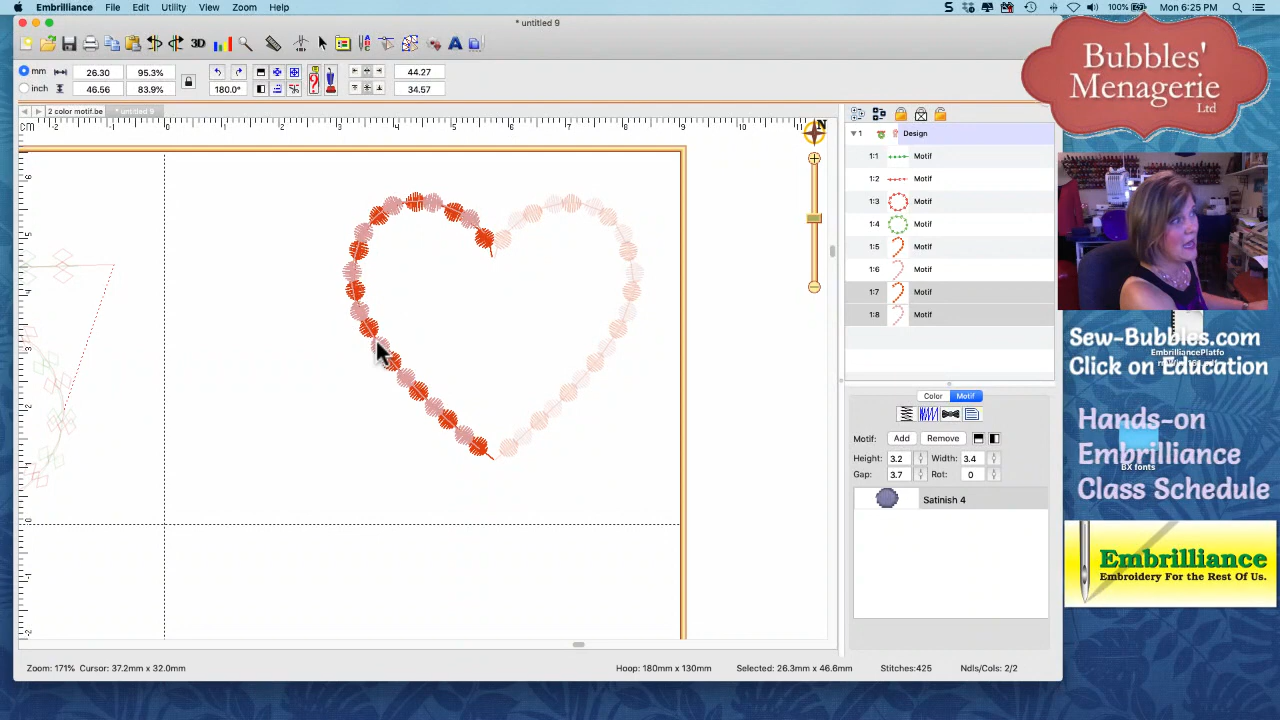 Embrilliance File Edit Utility View Zoom Help
100% Mon 6:25 PM
* untitled 9
3D
mm 26.30 95.3% 44.27
inch 46.56 83.9% 180.0° 34.57
2 color motif.be * untitled 9
N
1 Design
1:1 Motif
1:2 Motif
1:3 Motif
1:4 Motif
1:5 Motif
1:6 Motif
1:7 Motif
1:8 Motif
Color Motif
Motif: Add Remove
Height: 3.2 Width: 3.4
Gap: 3.7 Rot: 0
Satinish 4
Zoom: 171% Cursor: 37.2mm x 32.0mm Hoop: 180mm x 130mm Selected: 26.3mm x 46.6mm Stitches:425 Ndls/Cols: 2/2
Bubbles'
Menagerie
Ltd
Sew-Bubbles.com
Click on Education
Hands-on
Embrilliance
Class Schedule
BX fonts
Embrilliance
Embroidery For the Rest Of Us.